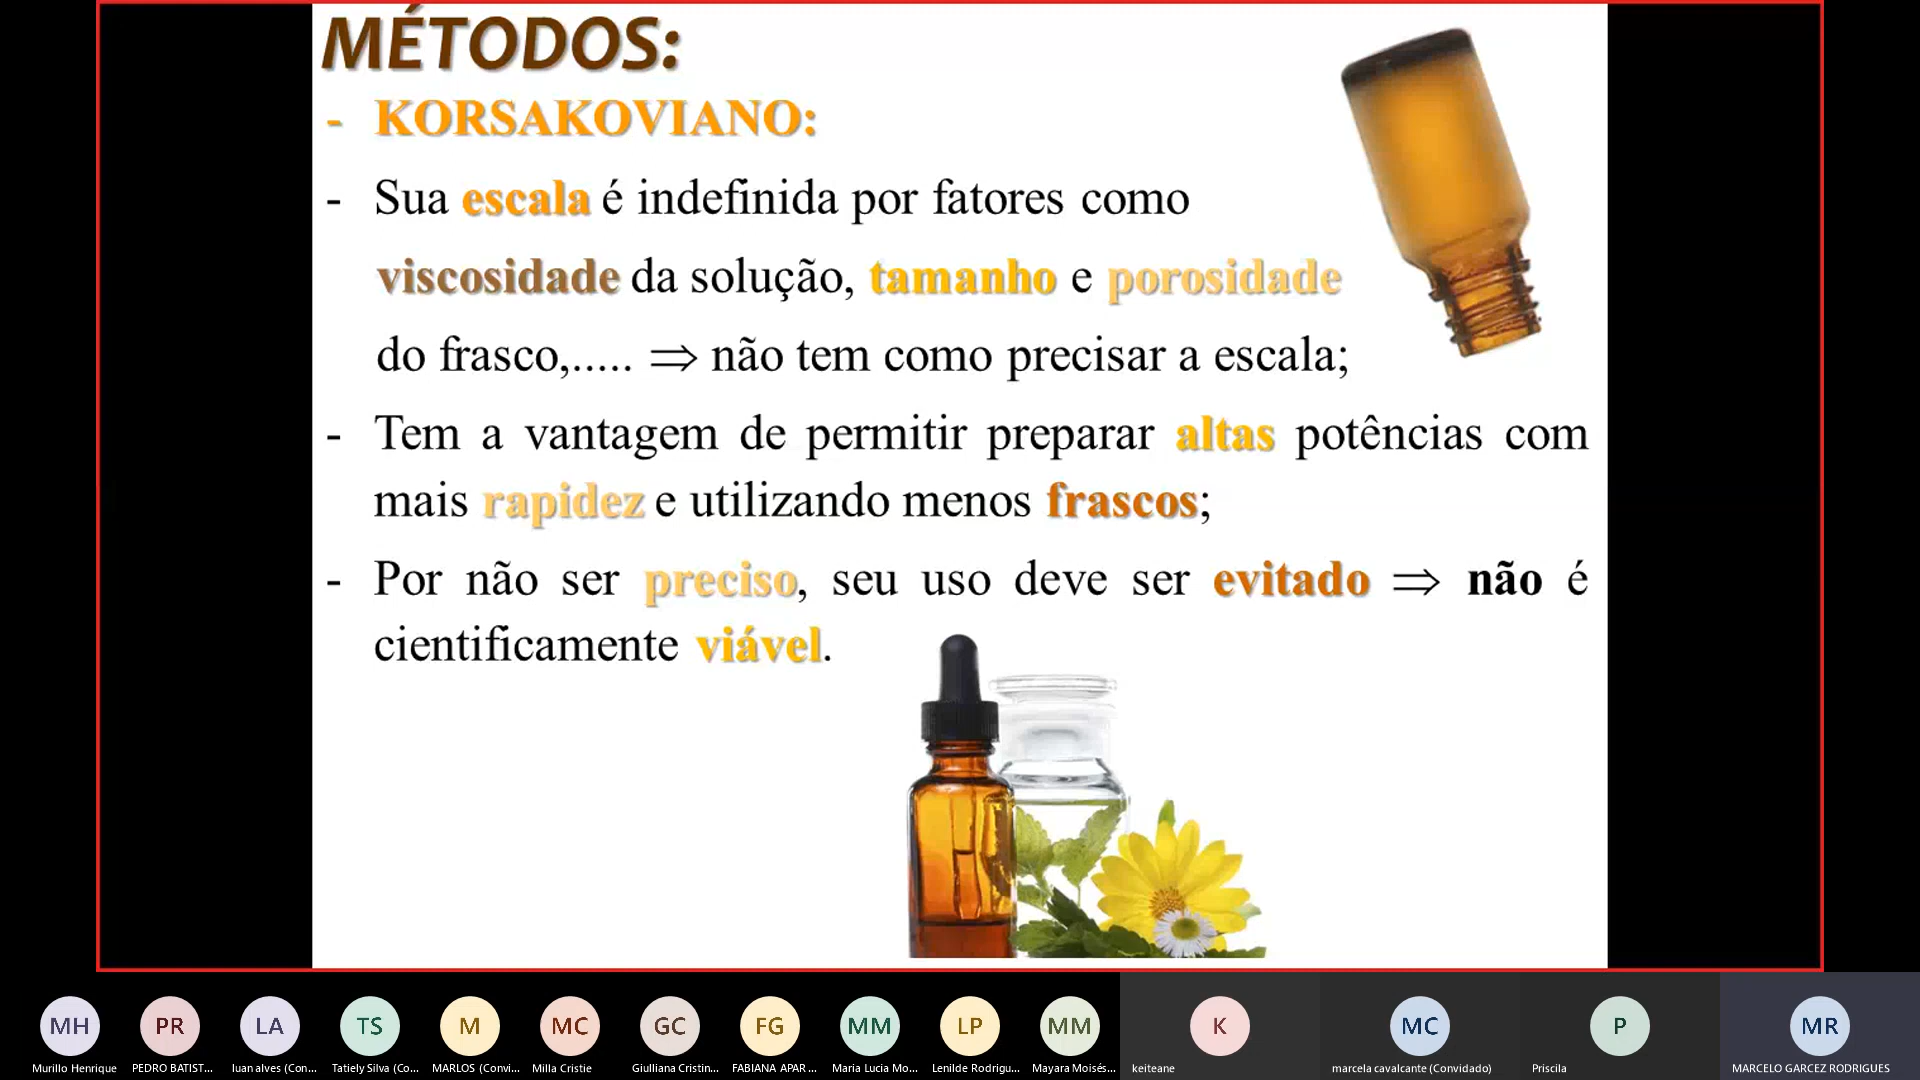 MÉTODOS:
- KORSAKOVIANO:
- Sua escala é indefinida por fatores como
viscosidade da solução, tamanho e porosidade
do frasco,..... ⇒ não tem como precisar a escala;
- Tem a vantagem de permitir preparar altas potências com
mais rapidez e utilizando menos frascos;
- Por não ser preciso, seu uso deve ser evitado ⇒ não é
cientificamente viável.
MH PR LA TS M MC GC FG MM LP MM K MC P MR
Murillo Henrique PEDRO BATIST... luan alves (Con... Tatiely Silva (Co... MARLOS (Convi... Milla Cristie Giulliana Cristin... FABIANA APAR ... Maria Lucia Mo... Lenilde Rodrigu... Mayara Moisés... keiteane marcela cavalcante (Convidado) Priscila MARCELO GARCEZ RODRIGUES